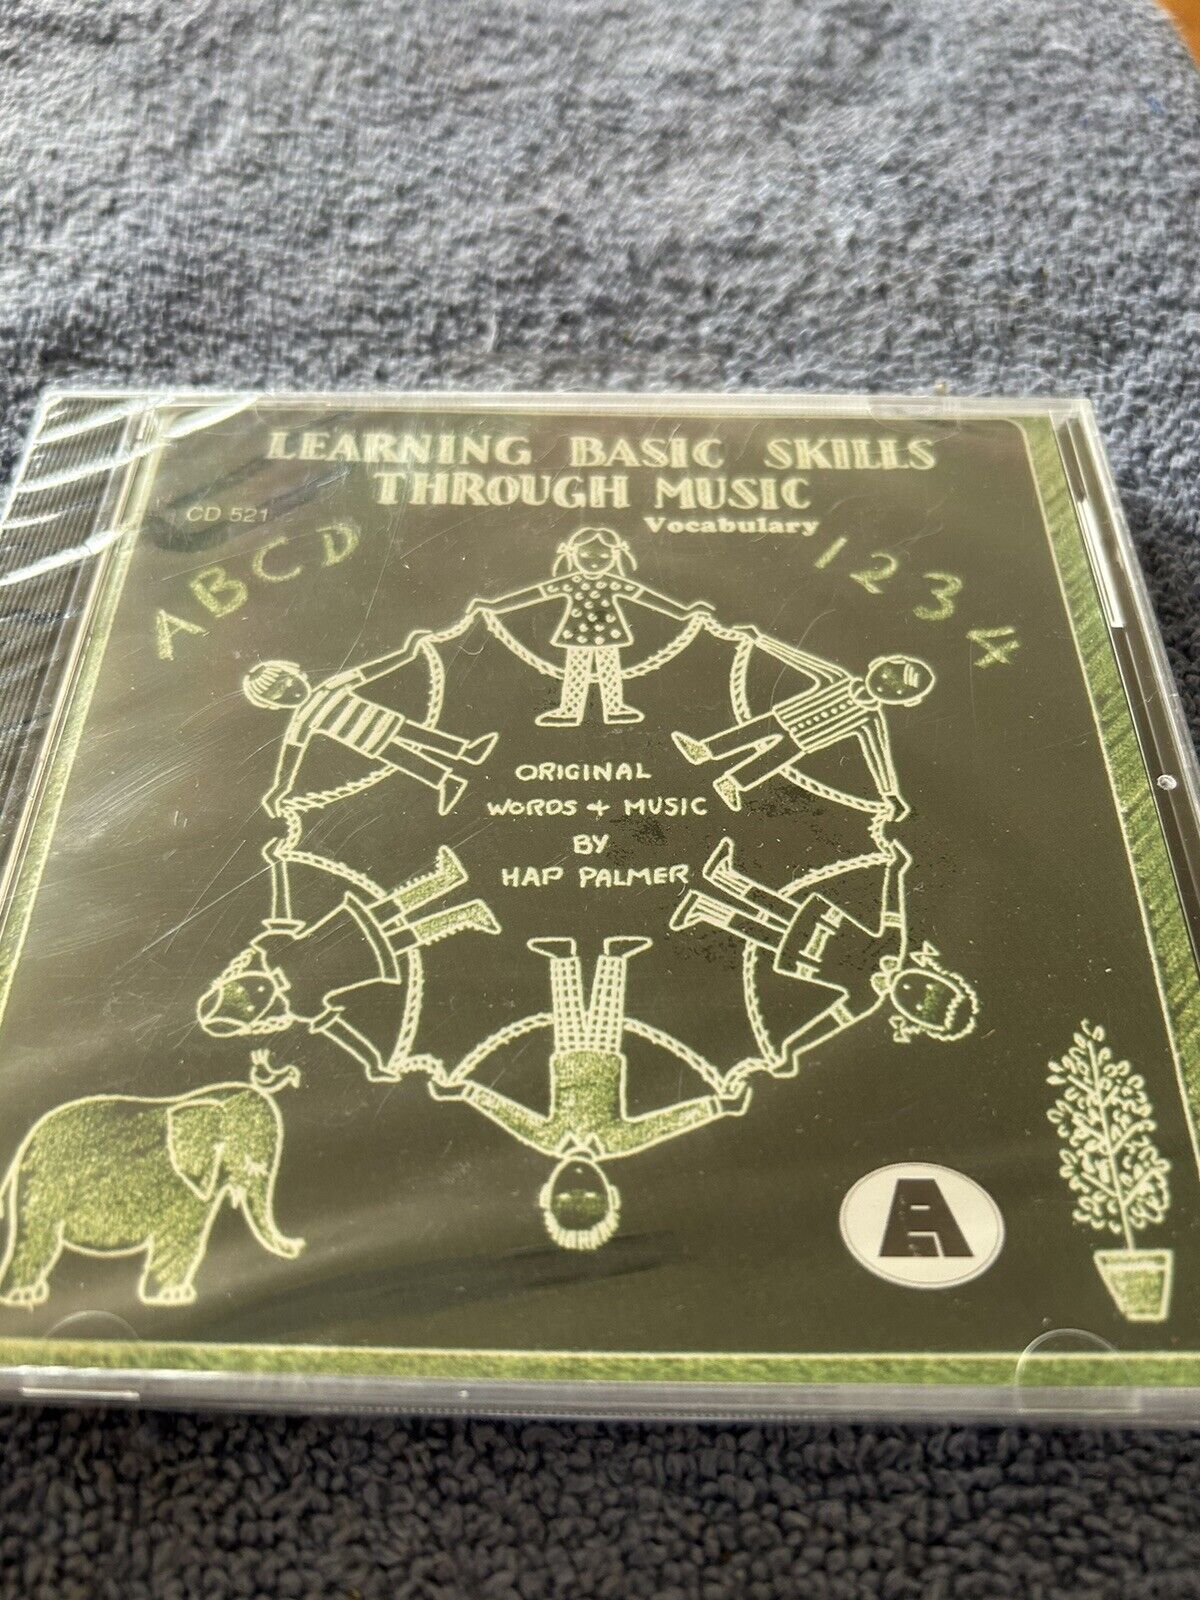 LEARNING BASIC SKILLS
THROUGH MUSIC
Vocabulary
CD 521
ABCD
1234
ORIGINAL
WORDS + MUSIC
BY
HAP PALMER
A